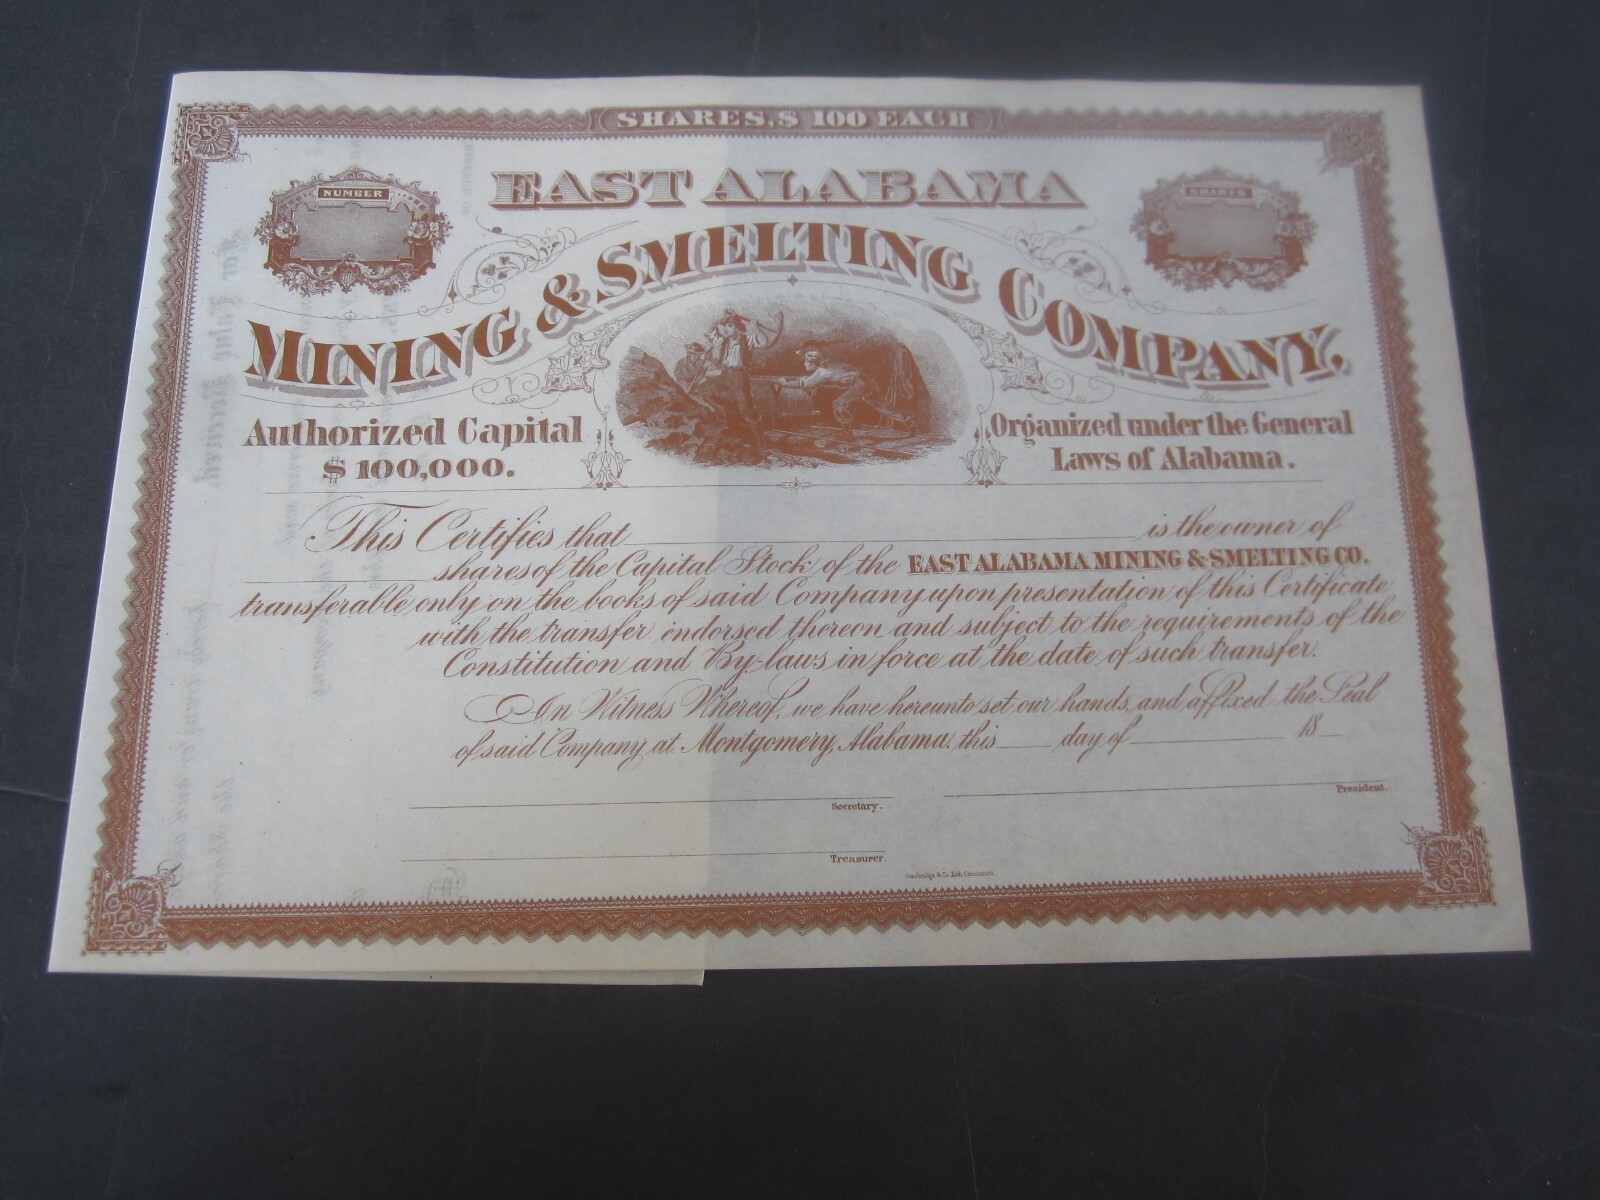 SHARES, $ 100 EACH
NUMBER
SHARES
EAST ALABAMA
MINING & SMELTING COMPANY.
Authorized Capital
$ 100,000.
Organized under the General
Laws of Alabama.
This Certifies that is the owner of
shares of the Capital Stock of the EAST ALABAMA MINING & SMELTING CO.
transferable only on the books of said Company upon presentation of this Certificate
with the transfer endorsed thereon and subject to the requirements of the
Constitution and By-laws in force at the date of such transfer.
In Witness Whereof, we have hereunto set our hands, and affixed the Seal
of said Company, at Montgomery, Alabama, this day of 18
Secretary.
President.
Treasurer.
For Value Received,